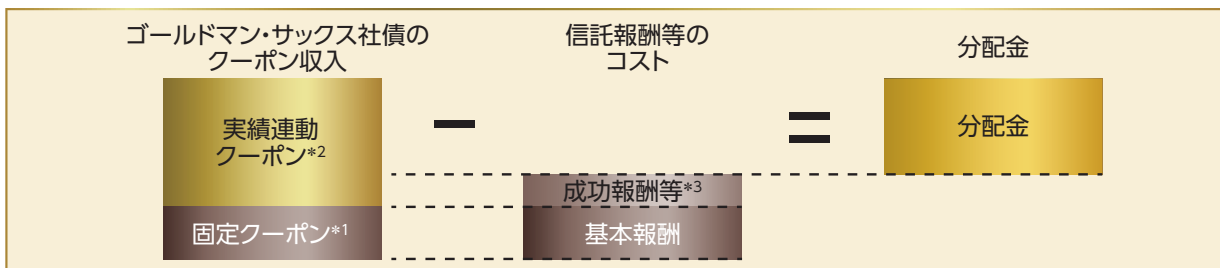 ゴールドマン・サックス社債の
クーポン収入
実績連動
クーポン*2
固定クーポン*1
信託報酬等の
コスト
成功報酬等*3
基本報酬
分配金
分配金